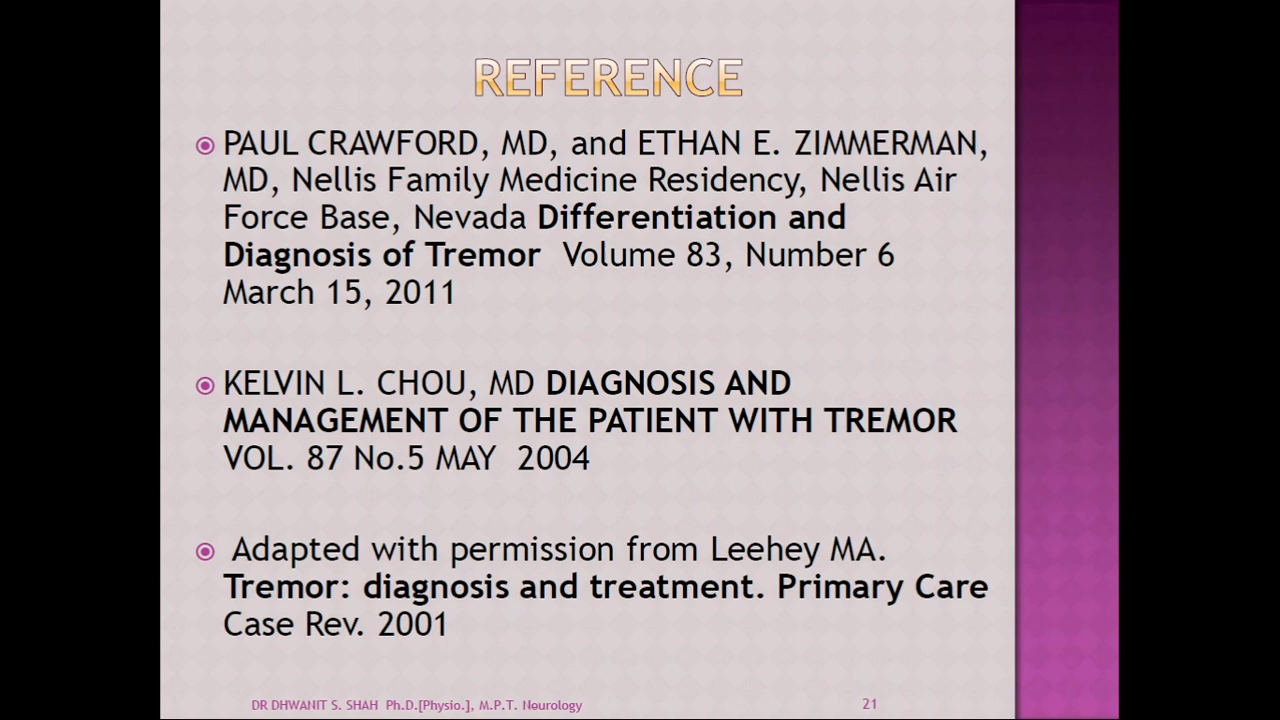 REFERENCE
PAUL CRAWFORD, MD, and ETHAN E. ZIMMERMAN,
MD, Nellis Family Medicine Residency, Nellis Air
Force Base, Nevada Differentiation and
Diagnosis of Tremor Volume 83, Number 6
March 15, 2011
KELVIN L. CHOU, MD DIAGNOSIS AND
MANAGEMENT OF THE PATIENT WITH TREMOR
VOL. 87 No.5 MAY 2004
Adapted with permission from Leehey MA.
Tremor: diagnosis and treatment. Primary Care
Case Rev. 2001
DR DHWANIT S. SHAH Ph.D.[Physio.], M.P.T. Neurology
21